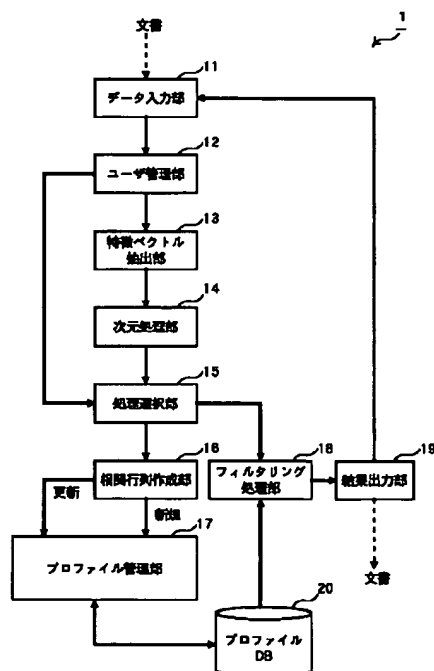 文書
1
11
データ入力部
12
ユーザ管理部
13
特徴ベクトル
抽出部
14
次元処理部
15
処理選択部
16
相関行列作成部
18
フィルタリング
処理部
19
結果出力部
更新
新規
17
プロファイル管理部
文書
20
プロファイル
DB